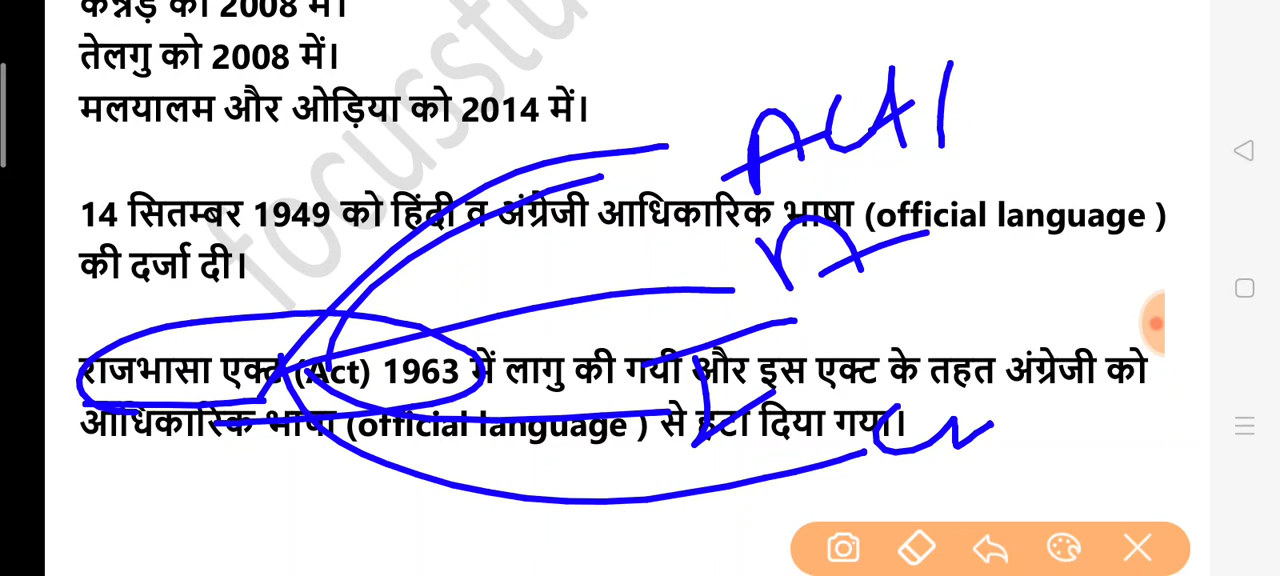 कन्नड़ को 2008 में।
तेलगु को 2008 में।
मलयालम और ओड़िया को 2014 में।
Act
14 सितम्बर 1949 को हिंदी व अंग्रेजी आधिकारिक भाषा (official language )
की दर्जा दी।
राजभासा एक्ट (Act) 1963 में लागु की गयी और इस एक्ट के तहत अंग्रेजी को
आधिकारिक भाषा (official language ) से हटा दिया गया।
focusstu